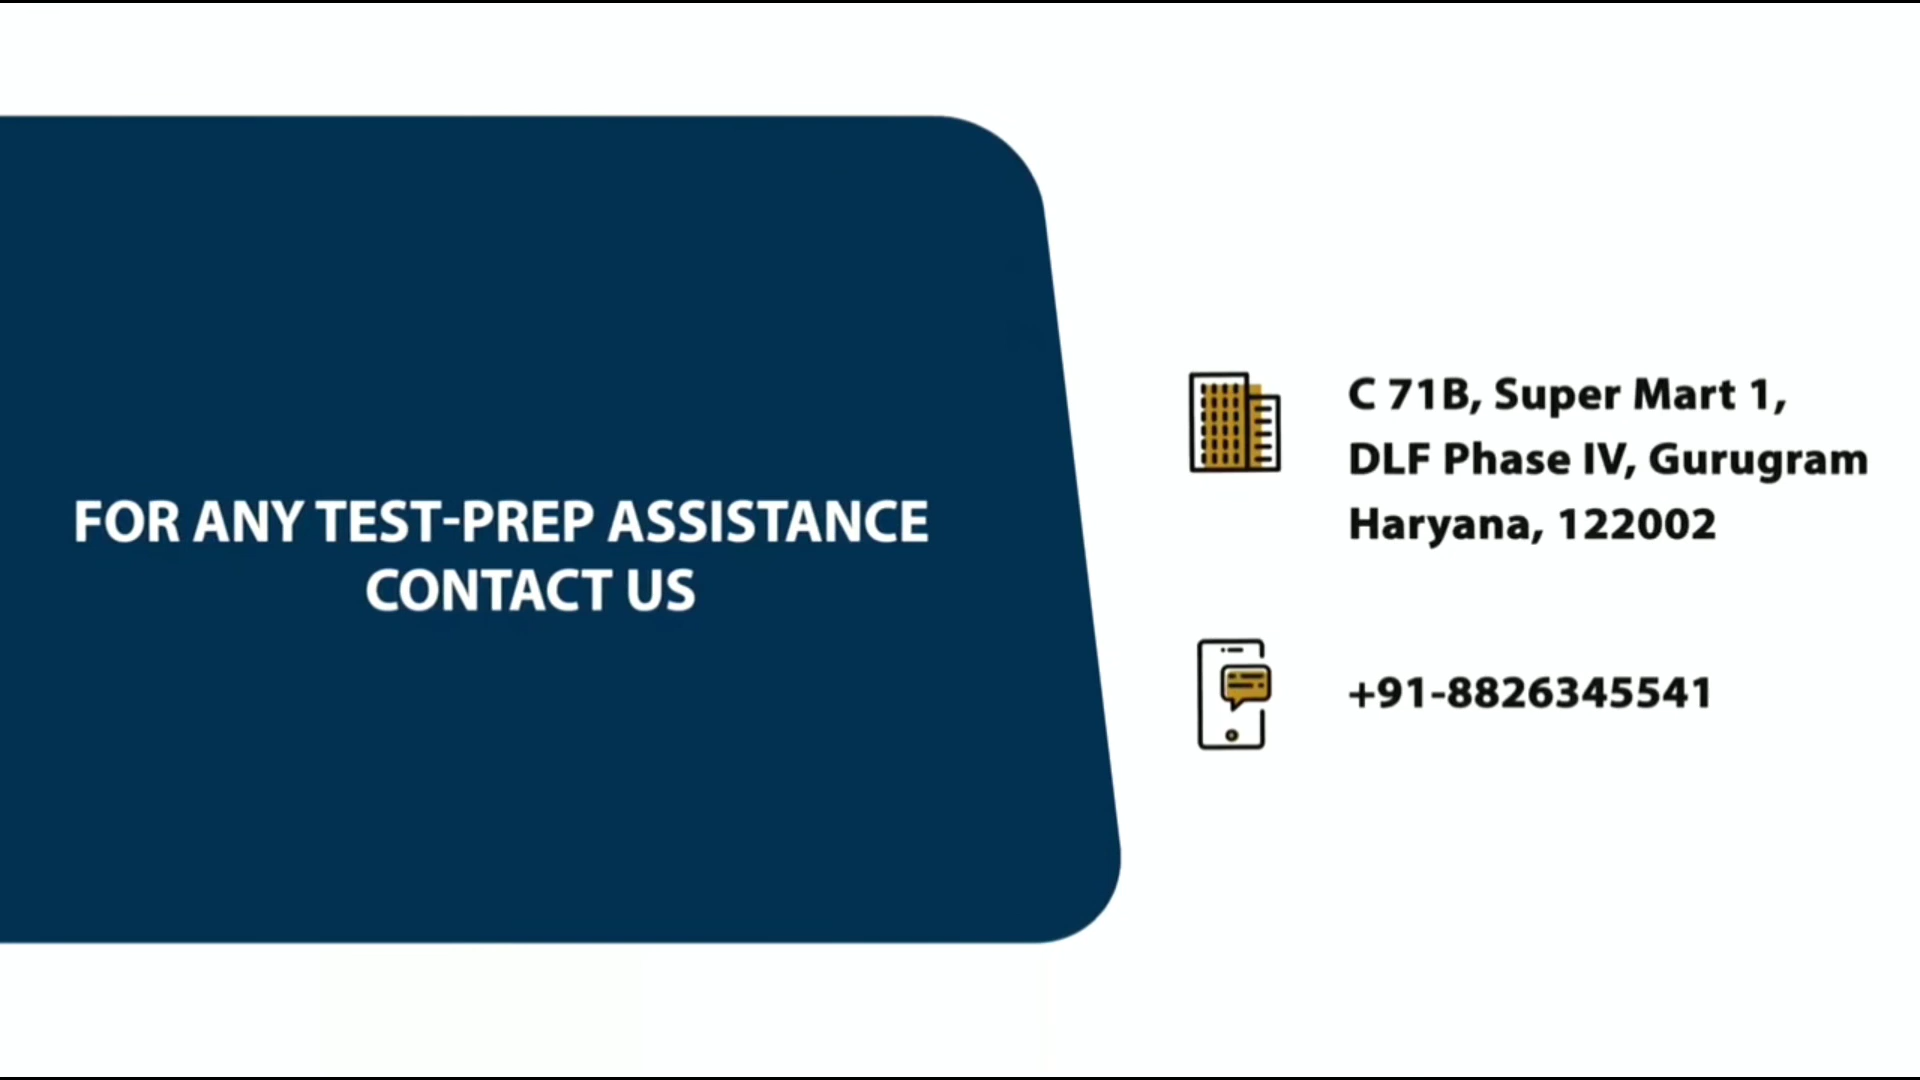 FOR ANY TEST-PREP ASSISTANCE
CONTACT US
C 71B, Super Mart 1,
DLF Phase IV, Gurugram
Haryana, 122002
+91-8826345541